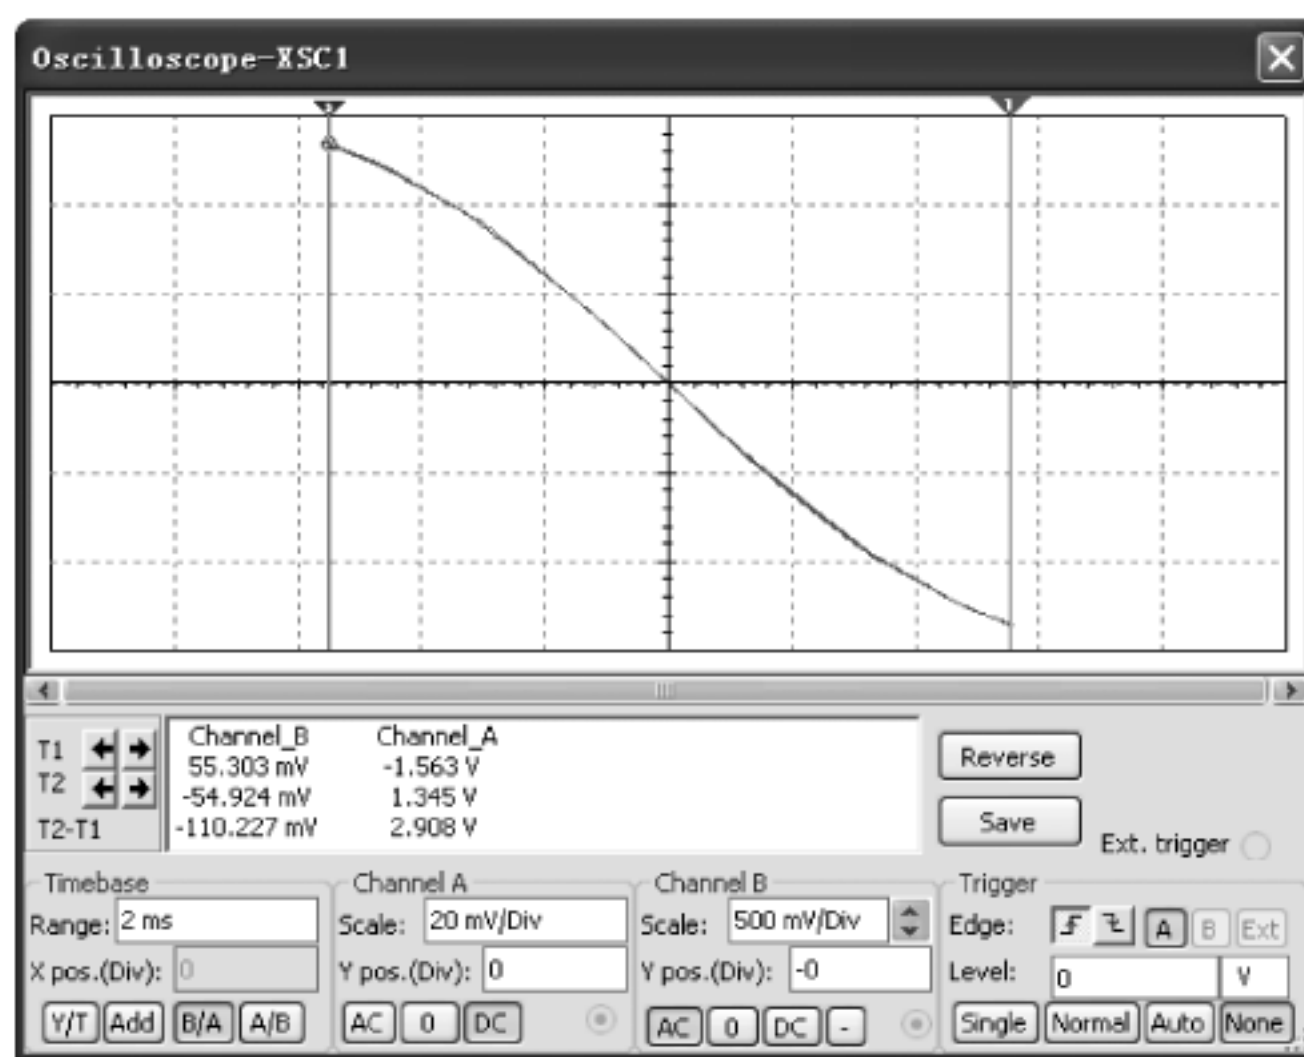 Oscilloscope-XSC1
1
T1
T2
T2-T1
Channel_B Channel_A
55.303 mV -1.563 V
-54.924 mV 1.345 V
-110.227 mV 2.908 V
Reverse
Save
Ext. trigger
Timebase
Range: 2 ms
X pos.(Div): 0
Y/T Add B/A A/B
Channel A
Scale: 20 mV/Div
Y pos.(Div): 0
AC 0 DC
Channel B
Scale: 500 mV/Div
Y pos.(Div): -0
AC 0 DC -
Trigger
Edge: A B Ext
Level: 0 V
Single Normal Auto None